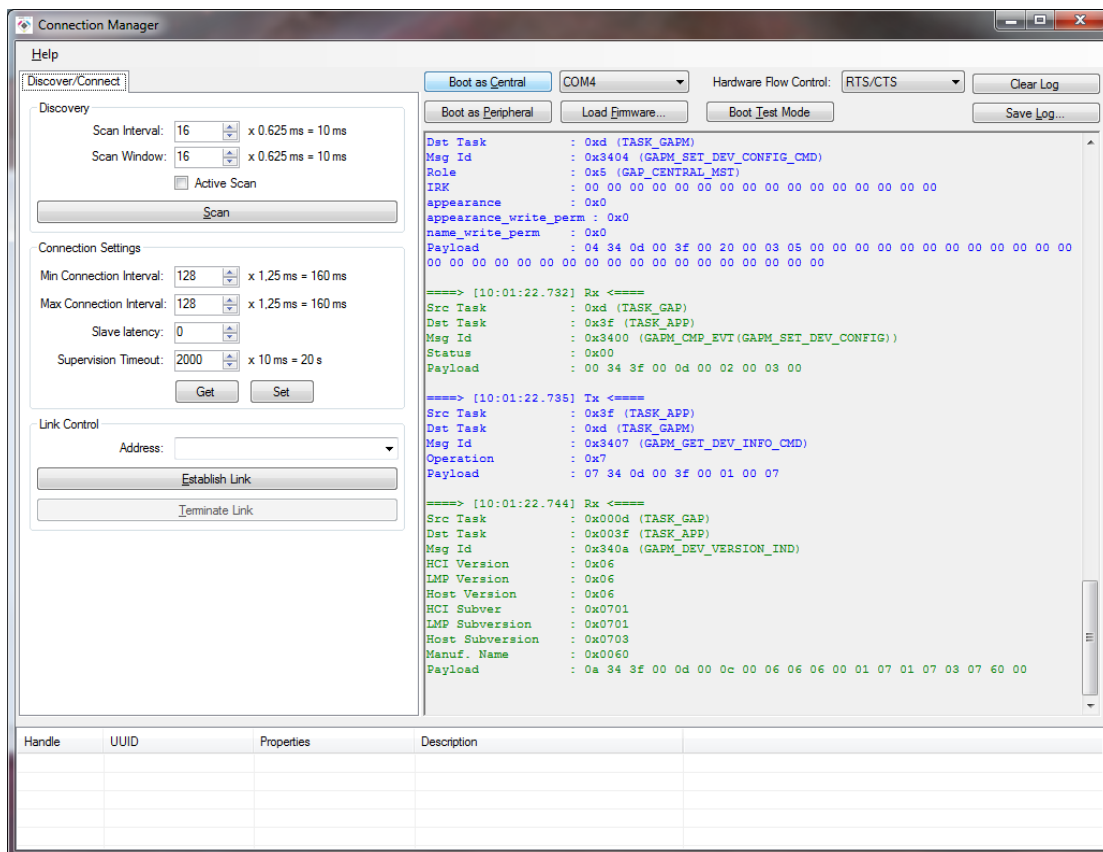 Connection Manager
Help
Discover/Connect
Discovery
Scan Interval: 16 x 0.625 ms = 10 ms
Scan Window: 16 x 0.625 ms = 10 ms
Active Scan
Scan
Connection Settings
Min Connection Interval: 128 x 1,25 ms = 160 ms
Max Connection Interval: 128 x 1,25 ms = 160 ms
Slave latency: 0
Supervision Timeout: 2000 x 10 ms = 20 s
Get Set
Link Control
Address:
Establish Link
Terminate Link
Boot as Central COM4 Hardware Flow Control: RTS/CTS Clear Log
Boot as Peripheral Load Firmware... Boot Test Mode Save Log...
Dst Task : 0xd (TASK_GAPM)
Msg Id : 0x3404 (GAPM_SET_DEV_CONFIG_CMD)
Role : 0x5 (GAP_CENTRAL_MST)
IRK : 00 00 00 00 00 00 00 00 00 00 00 00 00 00 00 00
appearance : 0x0
appearance_write_perm : 0x0
name_write_perm : 0x0
Payload : 04 34 0d 00 3f 00 20 00 03 05 00 00 00 00 00 00 00 00 00 00 00 00
00 00 00 00 00 00 00 00 00 00 00 00 00 00 00 00 00 00
====> [10:01:22.732] Rx <====
Src Task : 0xd (TASK_GAP)
Dst Task : 0x3f (TASK_APP)
Msg Id : 0x3400 (GAPM_CMP_EVT(GAPM_SET_DEV_CONFIG))
Status : 0x00
Payload : 00 34 3f 00 0d 00 02 00 03 00
====> [10:01:22.735] Tx <====
Src Task : 0x3f (TASK_APP)
Dst Task : 0xd (TASK_GAPM)
Msg Id : 0x3407 (GAPM_GET_DEV_INFO_CMD)
Operation : 0x7
Payload : 07 34 0d 00 3f 00 01 00 07
====> [10:01:22.744] Rx <====
Src Task : 0x000d (TASK_GAP)
Dst Task : 0x003f (TASK_APP)
Msg Id : 0x340a (GAPM_DEV_VERSION_IND)
HCI Version : 0x06
LMP Version : 0x06
Host Version : 0x06
HCI Subver : 0x0701
LMP Subversion : 0x0701
Host Subversion : 0x0703
Manuf. Name : 0x0060
Payload : 0a 34 3f 00 0d 00 0c 00 06 06 06 00 01 07 01 07 03 07 60 00
Handle UUID Properties Description